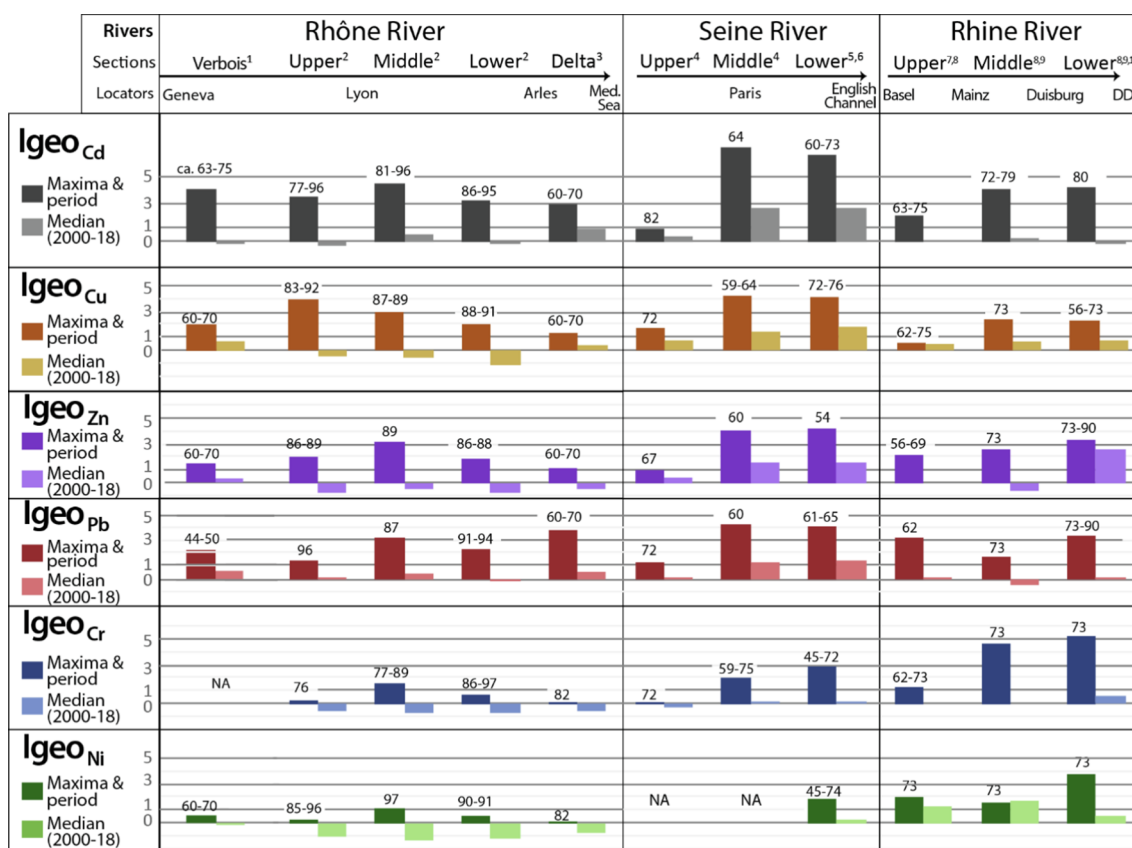 Rivers Rhône River Seine River Rhine River
Sections Verbois¹ Upper² Middle² Lower² Delta³ Upper⁴ Middle⁴ Lower⁵,⁶ Upper⁷,⁸ Middle⁸,⁹ Lower⁸,⁹,¹
Locators Geneva Lyon Arles Med. Sea Paris English Channel Basel Mainz Duisburg DD
Igeo Cd
ca. 63-75 77-96 81-96 86-95 60-70 82 64 60-73 63-75 72-79 80
Maxima & period
Median (2000-18)
5
3
1
0
Igeo Cu
60-70 83-92 87-89 88-91 60-70 72 59-64 72-76 62-75 73 56-73
Maxima & period
Median (2000-18)
5
3
1
0
Igeo Zn
60-70 86-89 89 86-88 60-70 67 60 54 56-69 73 73-90
Maxima & period
Median (2000-18)
5
3
1
0
Igeo Pb
44-50 96 87 91-94 60-70 72 60 61-65 62 73 73-90
Maxima & period
Median (2000-18)
5
3
1
0
Igeo Cr
NA 76 77-89 86-97 82 72 59-75 45-72 62-73 73 73
Maxima & period
Median (2000-18)
5
3
1
0
Igeo Ni
60-70 85-96 97 90-91 82 NA NA 45-74 73 73 73
Maxima & period
Median (2000-18)
5
3
1
0